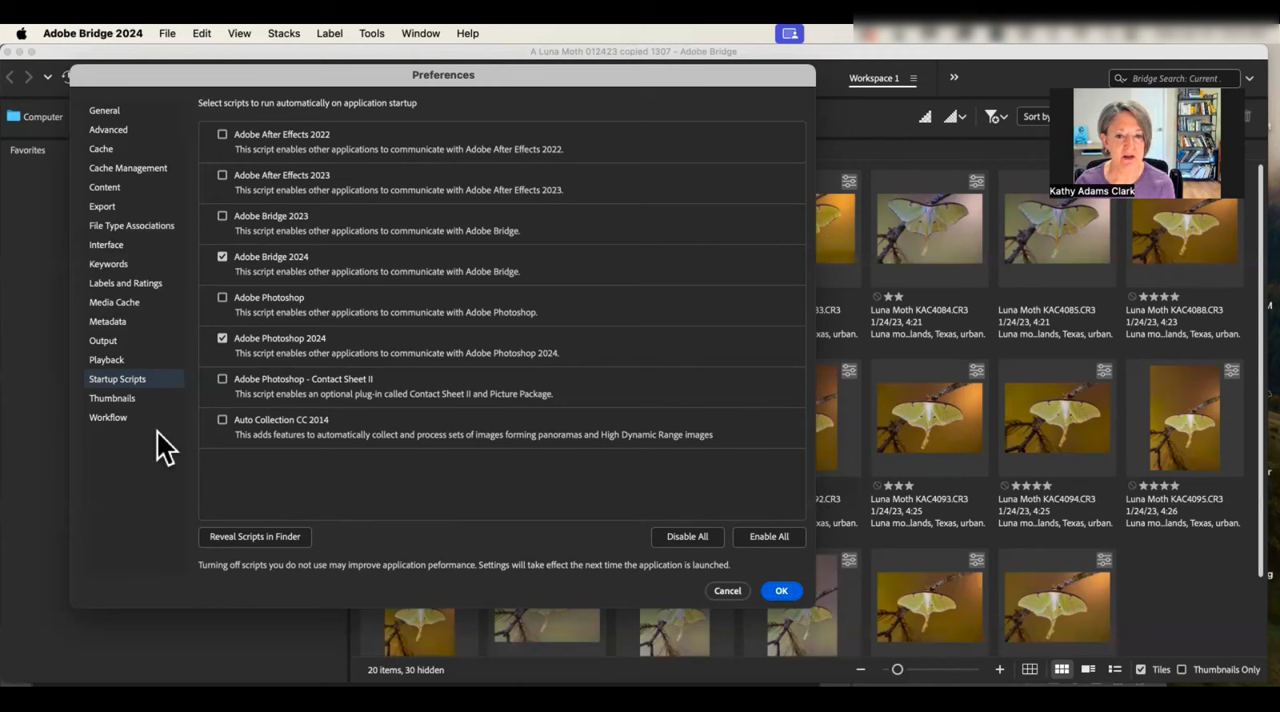 Adobe Bridge 2024 File Edit View Stacks Label Tools Window Help
A Luna Moth 012423 copied 1307 – Adobe Bridge
Preferences
Workspace 1
Bridge Search: Current
Computer
Sort by
Favorites
General
Advanced
Cache
Cache Management
Content
Export
File Type Associations
Interface
Keywords
Labels and Ratings
Media Cache
Metadata
Output
Playback
Startup Scripts
Thumbnails
Workflow
Select scripts to run automatically on application startup
Adobe After Effects 2022
This script enables other applications to communicate with Adobe After Effects 2022.
Adobe After Effects 2023
This script enables other applications to communicate with Adobe After Effects 2023.
Adobe Bridge 2023
This script enables other applications to communicate with Adobe Bridge.
Adobe Bridge 2024
This script enables other applications to communicate with Adobe Bridge.
Adobe Photoshop
This script enables other applications to communicate with Adobe Photoshop.
Adobe Photoshop 2024
This script enables other applications to communicate with Adobe Photoshop 2024.
Adobe Photoshop - Contact Sheet II
This script enables an optional plug-in called Contact Sheet II and Picture Package.
Auto Collection CC 2014
This adds features to automatically collect and process sets of images forming panoramas and High Dynamic Range images
Reveal Scripts in Finder
Disable All
Enable All
Turning off scripts you do not use may improve application peformance. Settings will take effect the next time the application is launched.
Cancel
OK
Kathy Adams Clark
33.CR3
Luna Moth KAC4084.CR3
1/24/23, 4:21
Luna mo...lands, Texas, urban.
Luna Moth KAC4085.CR3
1/24/23, 4:21
Luna mo...lands, Texas, urban.
Luna Moth KAC4088.CR3
1/24/23, 4:23
Luna mo...lands, Texas, urban.
, urban.
92.CR3
Luna Moth KAC4093.CR3
1/24/23, 4:25
Luna mo...lands, Texas, urban.
Luna Moth KAC4094.CR3
1/24/23, 4:25
Luna mo...lands, Texas, urban.
Luna Moth KAC4095.CR3
1/24/23, 4:26
Luna mo...lands, Texas, urban.
, urban.
20 items, 30 hidden
Tiles
Thumbnails Only